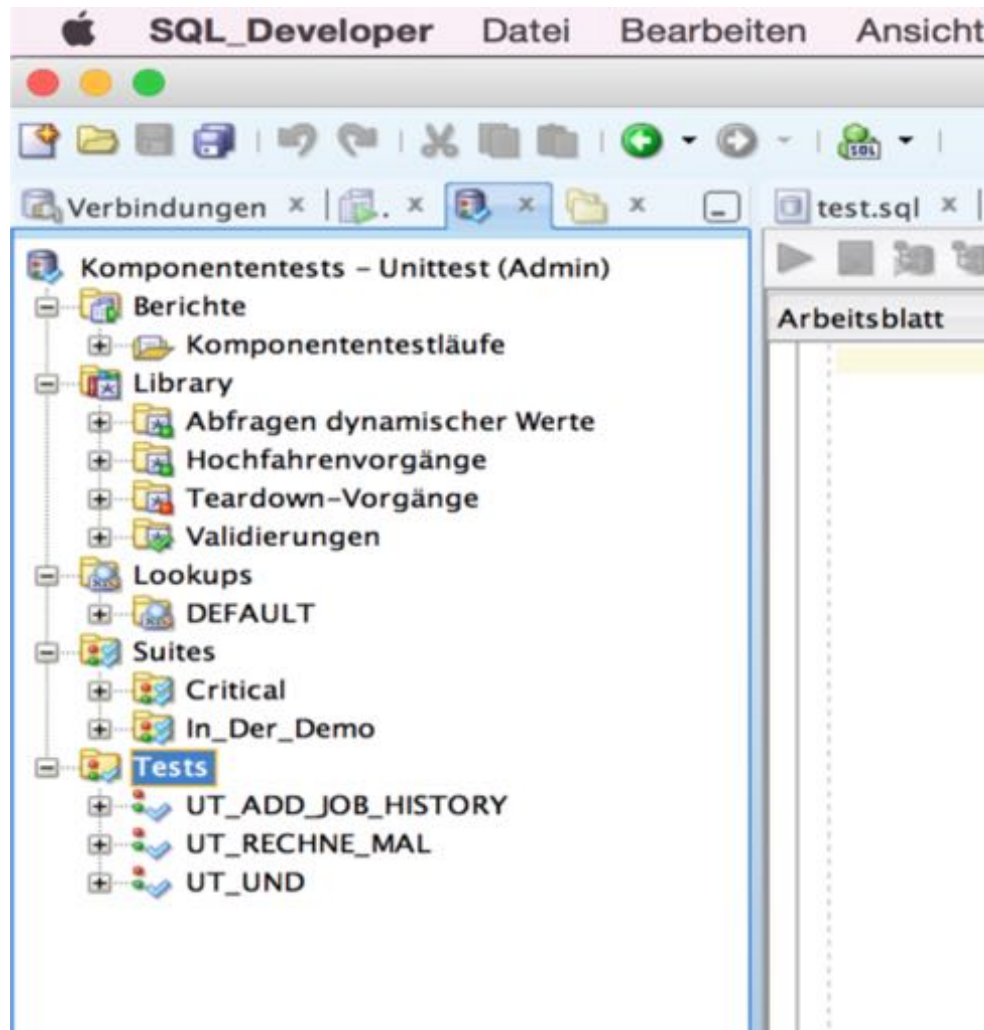 SQL_Developer Datei Bearbeiten Ansicht
SQL
Verbindungen . test.sql
Komponententests – Unittest (Admin)
Arbeitsblatt
Berichte
Komponententestläufe
Library
Abfragen dynamischer Werte
Hochfahrenvorgänge
Teardown-Vorgänge
Validierungen
Lookups
DEFAULT
Suites
Critical
In_Der_Demo
Tests
UT_ADD_JOB_HISTORY
UT_RECHNE_MAL
UT_UND